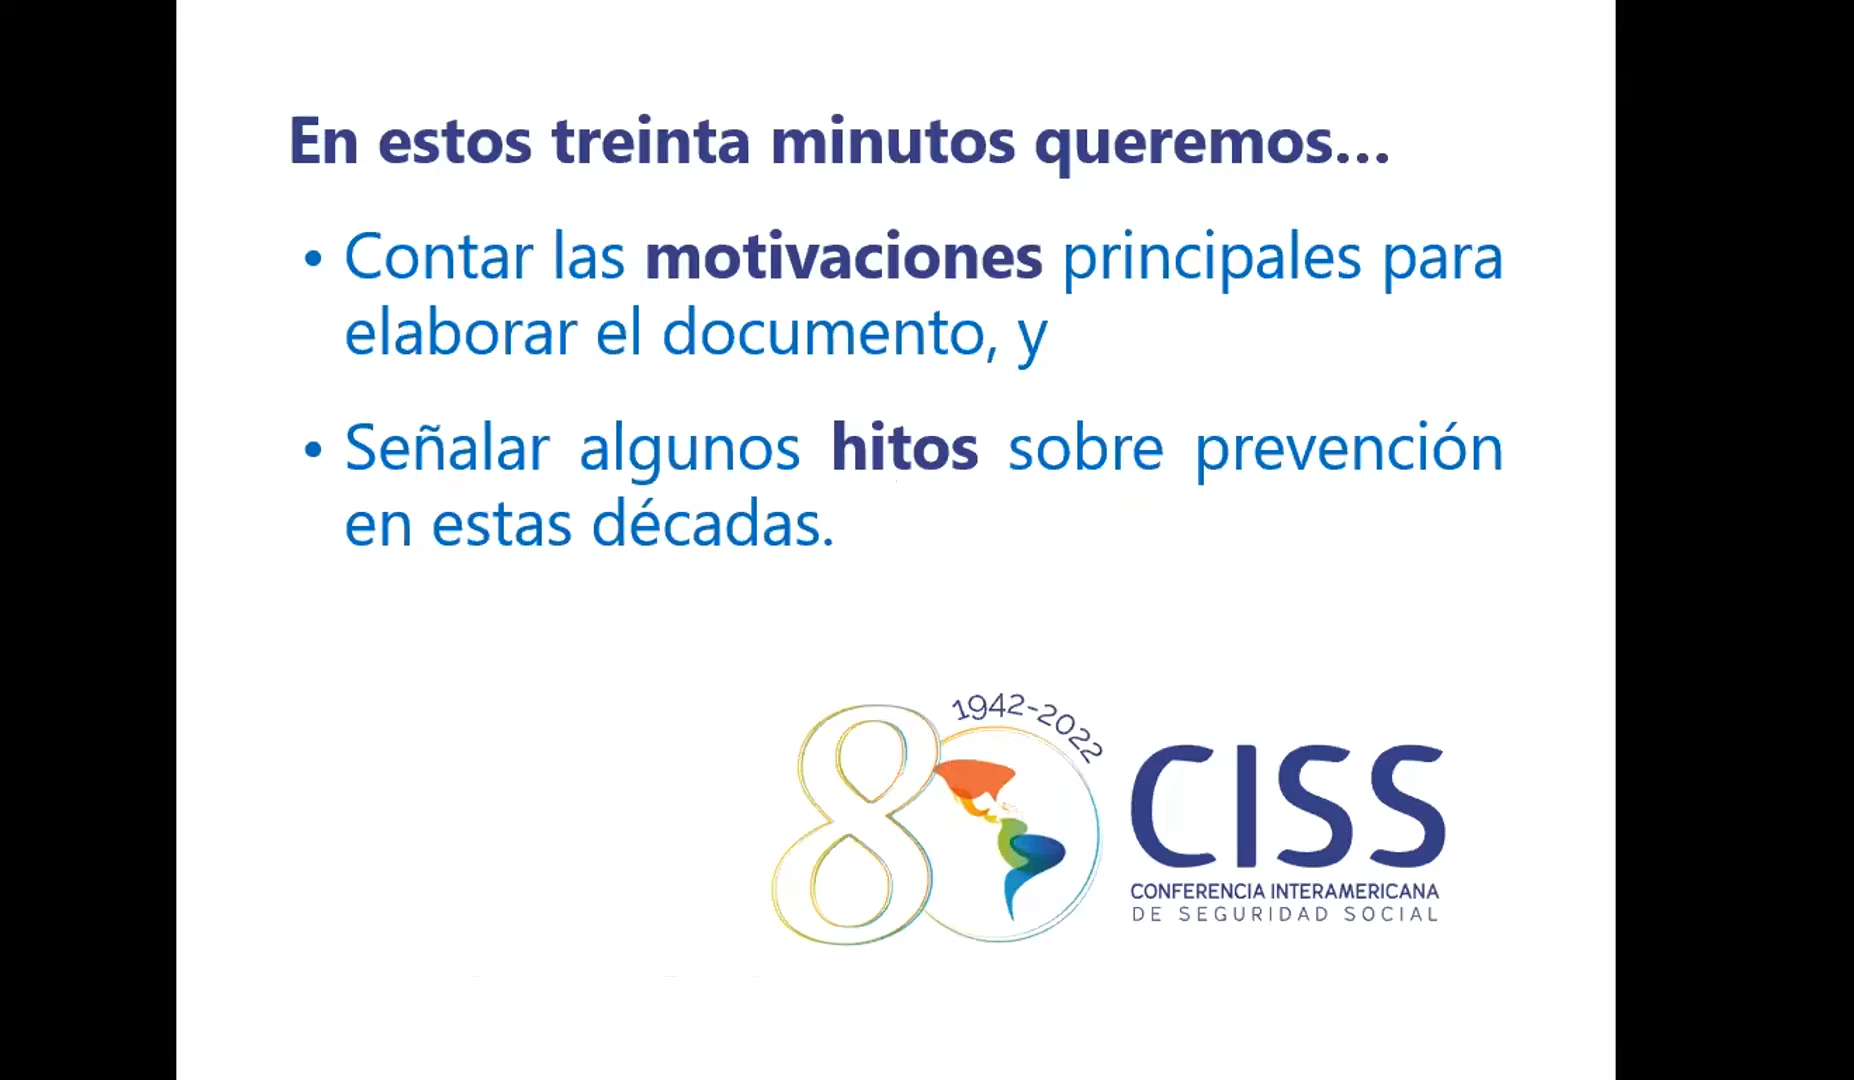 En estos treinta minutos queremos...
• Contar las motivaciones principales para
elaborar el documento, y
• Señalar algunos hitos sobre prevención
en estas décadas.
1942-2022
80
CISS
CONFERENCIA INTERAMERICANA
DE SEGURIDAD SOCIAL